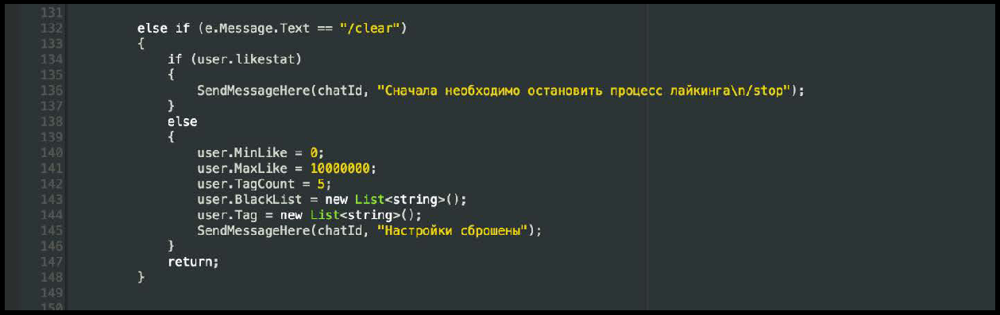 131
132 else if (e.Message.Text == "/clear")
133 {
134 if (user.likestat)
135 {
136 SendMessageHere(chatId, "Сначала необходимо остановить процесс лайкинга\n/stop");
137 }
138 else
139 {
140 user.MinLike = 0;
141 user.MaxLike = 10000000;
142 user.TagCount = 5;
143 user.BlackList = new List<string>();
144 user.Tag = new List<string>();
145 SendMessageHere(chatId, "Настройки сброшены");
146 }
147 return;
148 }
149
150